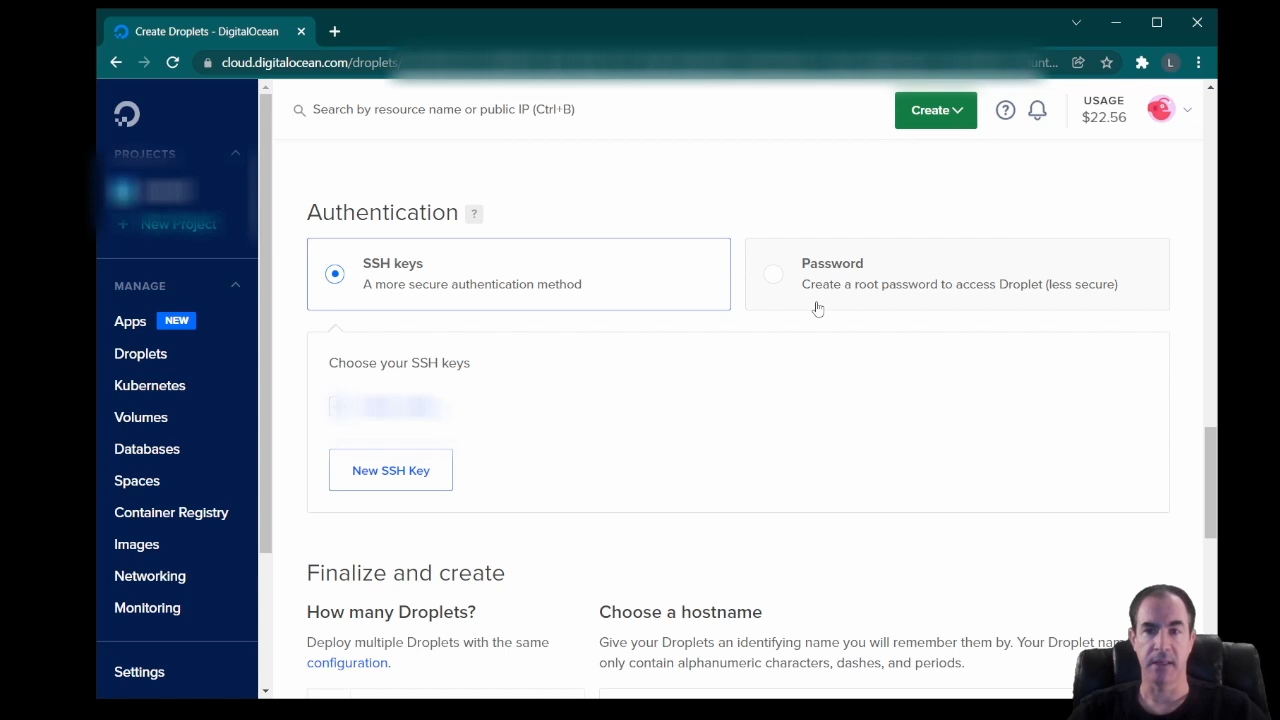 Create Droplets - DigitalOcean
cloud.digitalocean.com/droplets/
unt...
L
PROJECTS
+ New Project
MANAGE
Apps NEW
Droplets
Kubernetes
Volumes
Databases
Spaces
Container Registry
Images
Networking
Monitoring
Settings
Search by resource name or public IP (Ctrl+B)
Create
?
USAGE
$22.56
Authentication ?
SSH keys
A more secure authentication method
Password
Create a root password to access Droplet (less secure)
Choose your SSH keys
New SSH Key
Finalize and create
How many Droplets?
Deploy multiple Droplets with the same
configuration.
Choose a hostname
Give your Droplets an identifying name you will remember them by. Your Droplet
only contain alphanumeric characters, dashes, and periods.